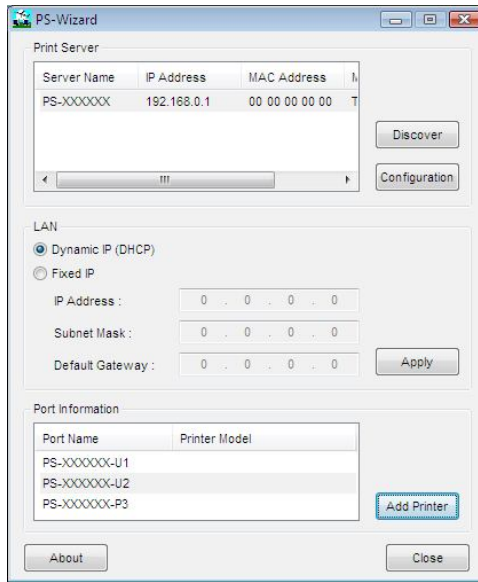 PS-Wizard
Print Server
Server Name IP Address MAC Address
PS-XXXXXX 192.168.0.1 00 00 00 00 00 T
Discover
Configuration
LAN
Dynamic IP (DHCP)
Fixed IP
IP Address : 0 . 0 . 0 . 0
Subnet Mask : 0 . 0 . 0 . 0
Default Gateway : 0 . 0 . 0 . 0
Apply
Port Information
Port Name Printer Model
PS-XXXXXX-U1
PS-XXXXXX-U2
PS-XXXXXX-P3
Add Printer
About Close